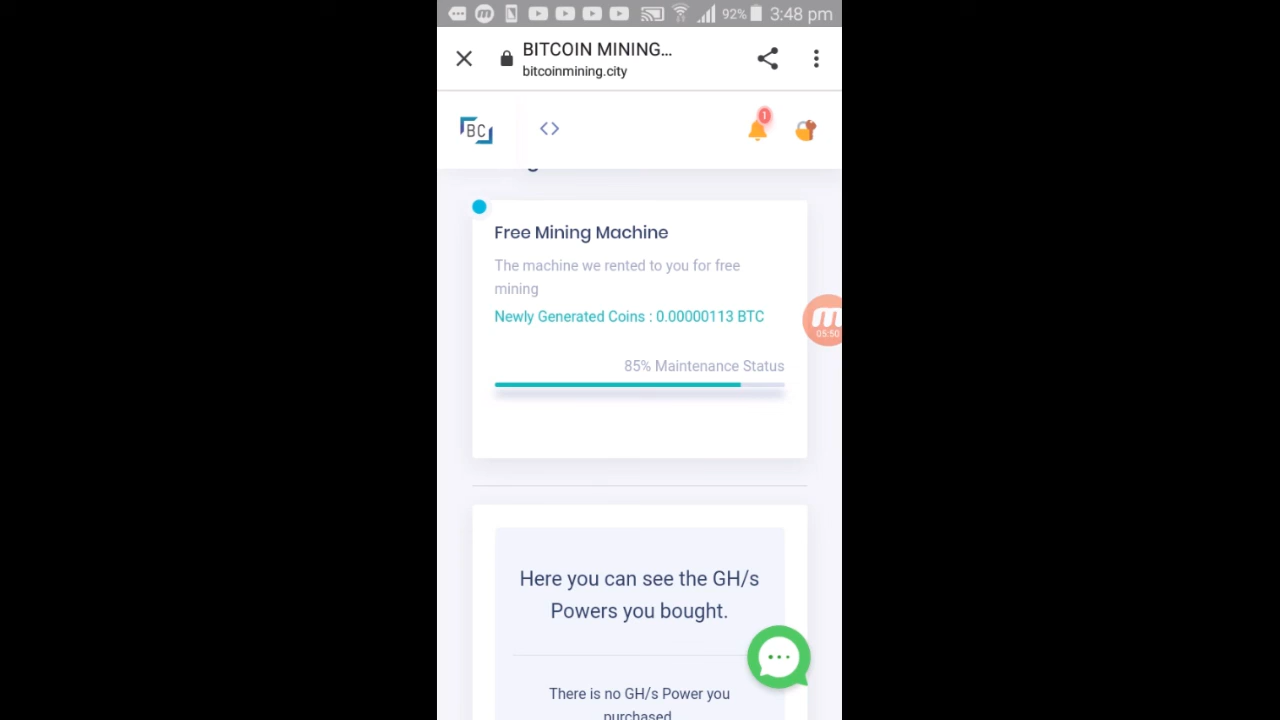 92% 3:48 pm
BITCOIN MINING...
bitcoinmining.city
BC
1
Free Mining Machine
The machine we rented to you for free
mining
Newly Generated Coins : 0.00000113 BTC
05:50
85% Maintenance Status
Here you can see the GH/s
Powers you bought.
There is no GH/s Power you
purchased